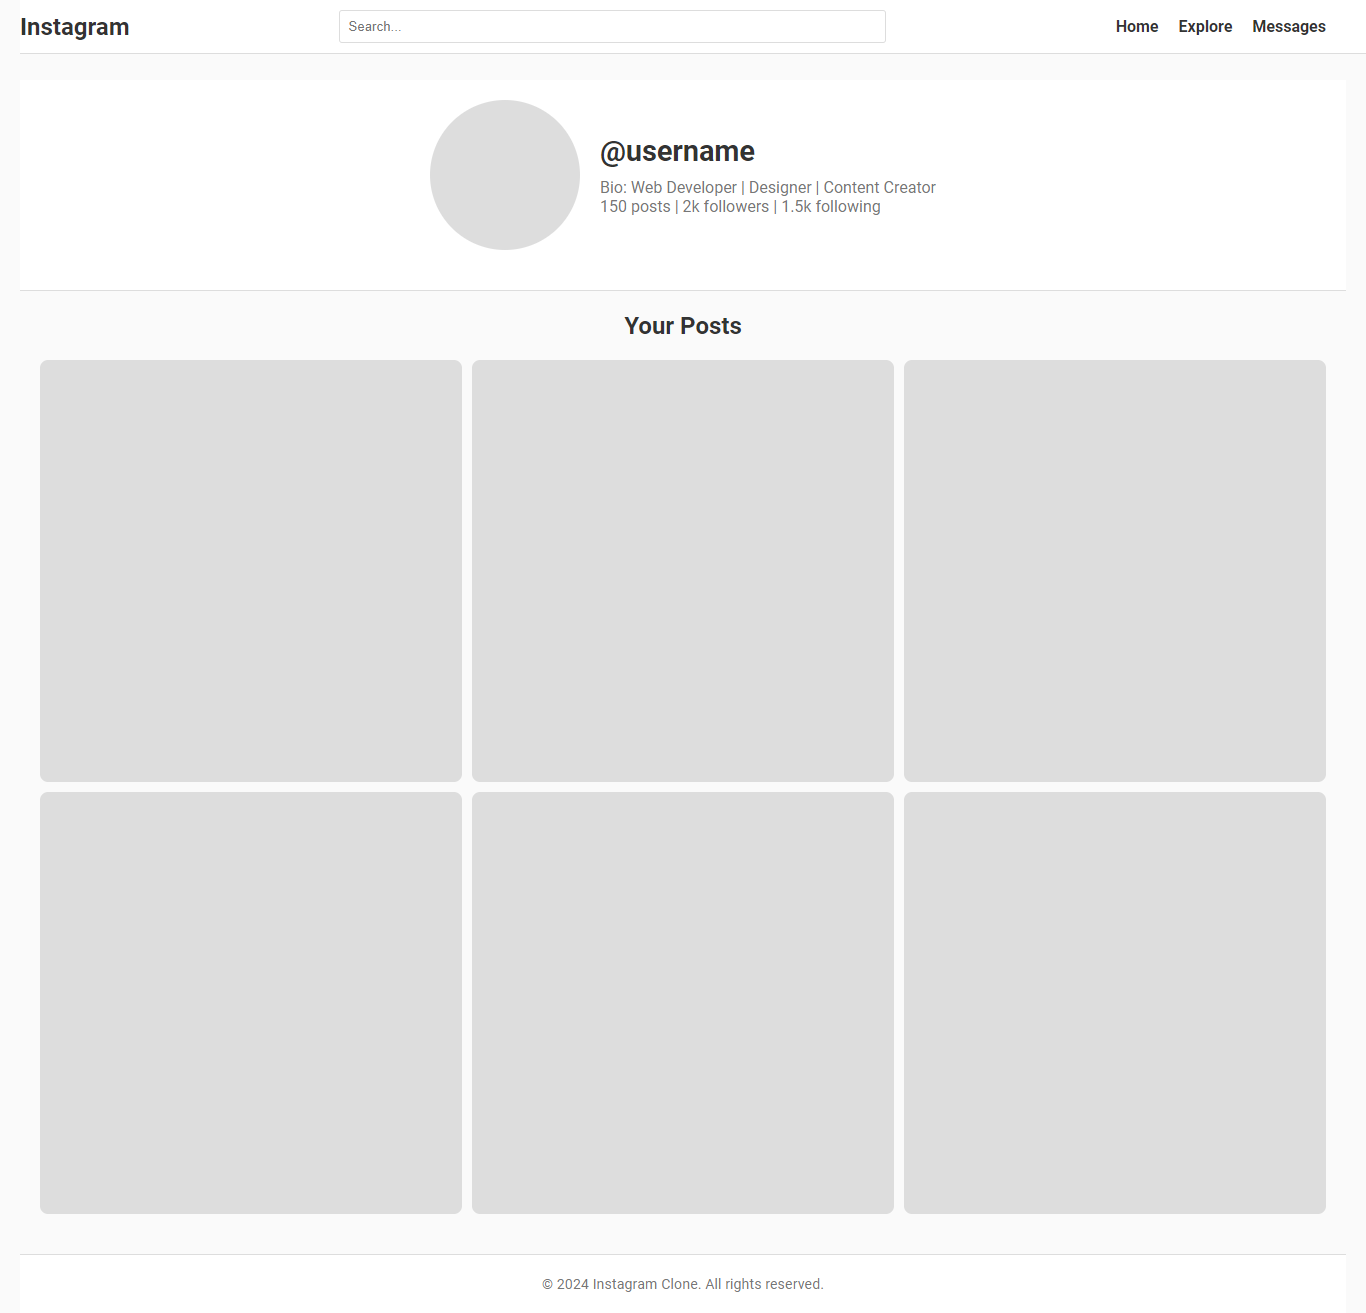 Instagram
Search...
Home Explore Messages
@username
Bio: Web Developer | Designer | Content Creator
150 posts | 2k followers | 1.5k following
Your Posts
© 2024 Instagram Clone. All rights reserved.